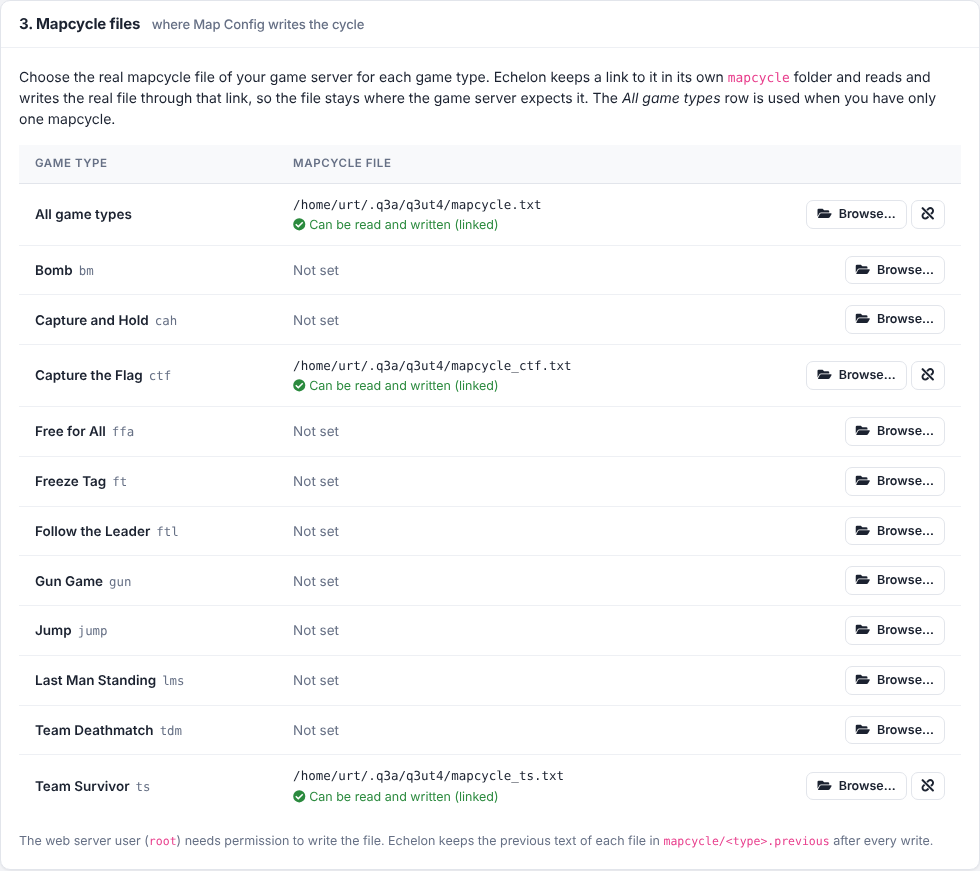 3. Mapcycle files where Map Config writes the cycle
Choose the real mapcycle file of your game server for each game type. Echelon keeps a link to it in its own mapcycle folder and reads and
writes the real file through that link, so the file stays where the game server expects it. The All game types row is used when you have only
one mapcycle.
GAME TYPE MAPCYCLE FILE
All game types
/home/urt/.q3a/q3ut4/mapcycle.txt
Can be read and written (linked)
Browse...
Bomb bm Not set Browse...
Capture and Hold cah Not set Browse...
Capture the Flag ctf
/home/urt/.q3a/q3ut4/mapcycle_ctf.txt
Can be read and written (linked)
Browse...
Free for All ffa Not set Browse...
Freeze Tag ft Not set Browse...
Follow the Leader ftl Not set Browse...
Gun Game gun Not set Browse...
Jump jump Not set Browse...
Last Man Standing lms Not set Browse...
Team Deathmatch tdm Not set Browse...
Team Survivor ts
/home/urt/.q3a/q3ut4/mapcycle_ts.txt
Can be read and written (linked)
Browse...
The web server user (root) needs permission to write the file. Echelon keeps the previous text of each file in mapcycle/<type>.previous after every write.